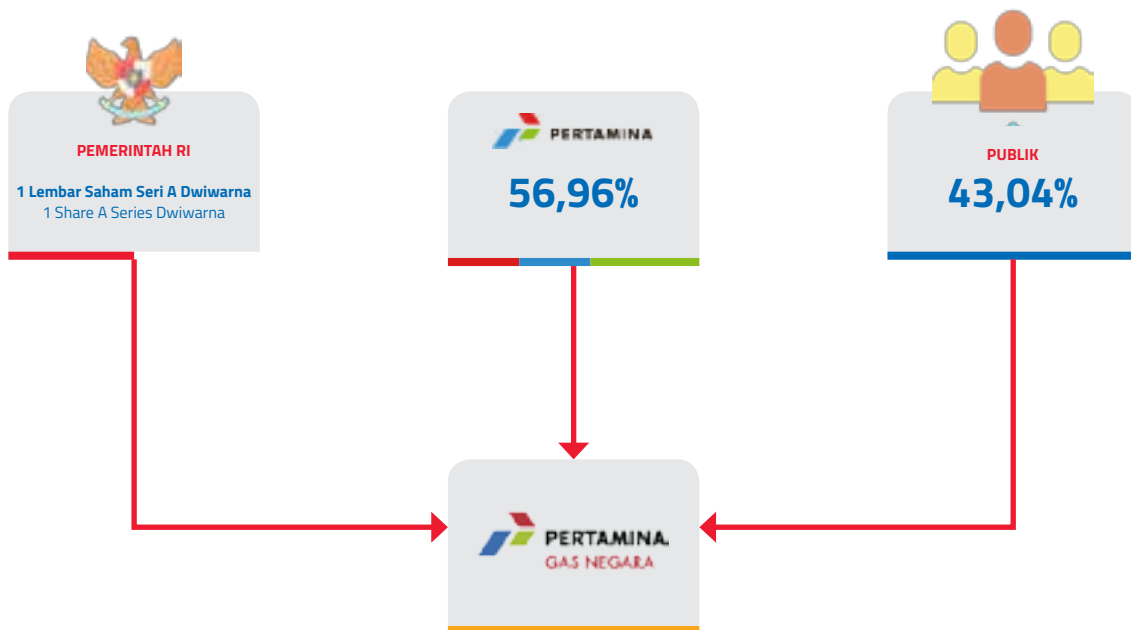 PEMERINTAH RI
1 Lembar Saham Seri A Dwiwarna
1 Share A Series Dwiwarna
PERTAMINA
56,96%
PUBLIK
43,04%
PERTAMINA.
GAS NEGARA